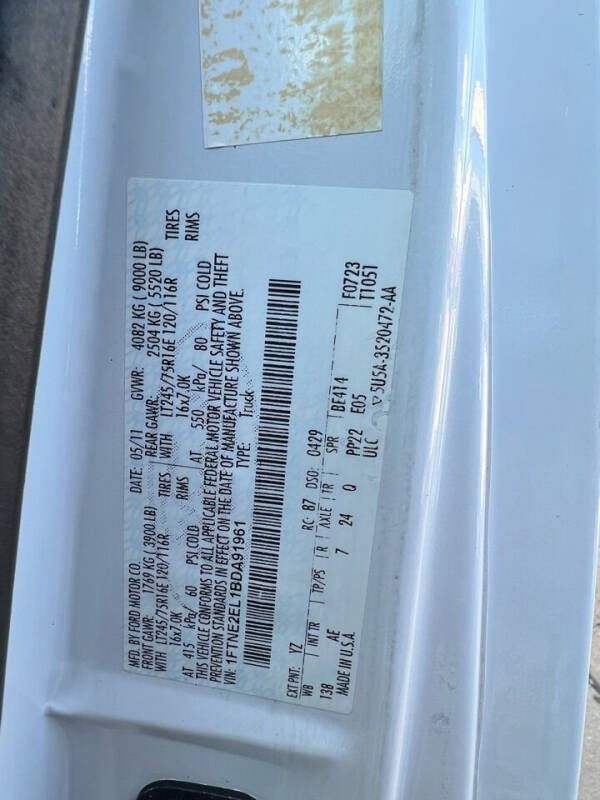 MFD. BY FORD MOTOR CO. DATE: 05/11 GVWR: 4082 KG ( 9000 LB)
FRONT GAWR: 1769 KG ( 3900 LB) REAR GAWR: 2504 KG ( 5520 LB)
WITH LT245/75R16E 120/116R TIRES WITH LT245/75R16E 120/116R TIRES
16x7.0K RIMS 16x7.0K RIMS
AT 415 kPa/ 60 PSI COLD AT 550 kPa/ 80 PSI COLD
THIS VEHICLE CONFORMS TO ALL APPLICABLE FEDERAL MOTOR VEHICLE SAFETY AND THEFT
PREVENTION STANDARDS IN EFFECT ON THE DATE OF MANUFACTURE SHOWN ABOVE.
VIN: 1FTNE2EL1BDA91961 TYPE: Truck
F0723
TT1051
EXT PNT: YZ RC: 87 DSO: 0429
WB INT TR TP/PS R AXLE TR SPR BE414
138 AE 7 24 Q PP22 E05
MADE IN U.S.A. ULC 5U5A-3520472-AA